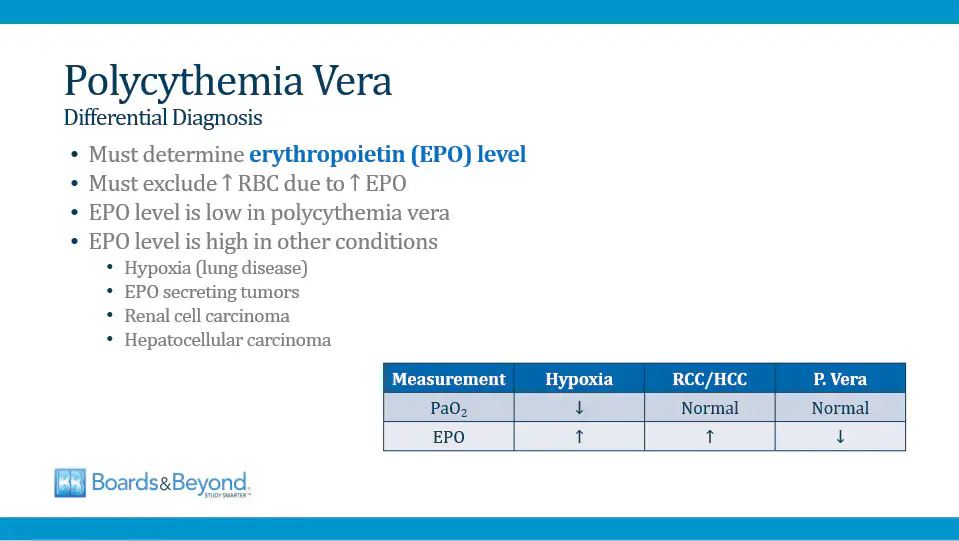 Polycythemia Vera
Differential Diagnosis
• Must determine erythropoietin (EPO) level
• Must exclude ↑ RBC due to ↑ EPO
• EPO level is low in polycythemia vera
• EPO level is high in other conditions
• Hypoxia (lung disease)
• EPO secreting tumors
• Renal cell carcinoma
• Hepatocellular carcinoma
Measurement Hypoxia RCC/HCC P. Vera
PaO₂ ↓ Normal Normal
EPO ↑ ↑ ↓
Boards&Beyond.
STUDY SMARTER ™